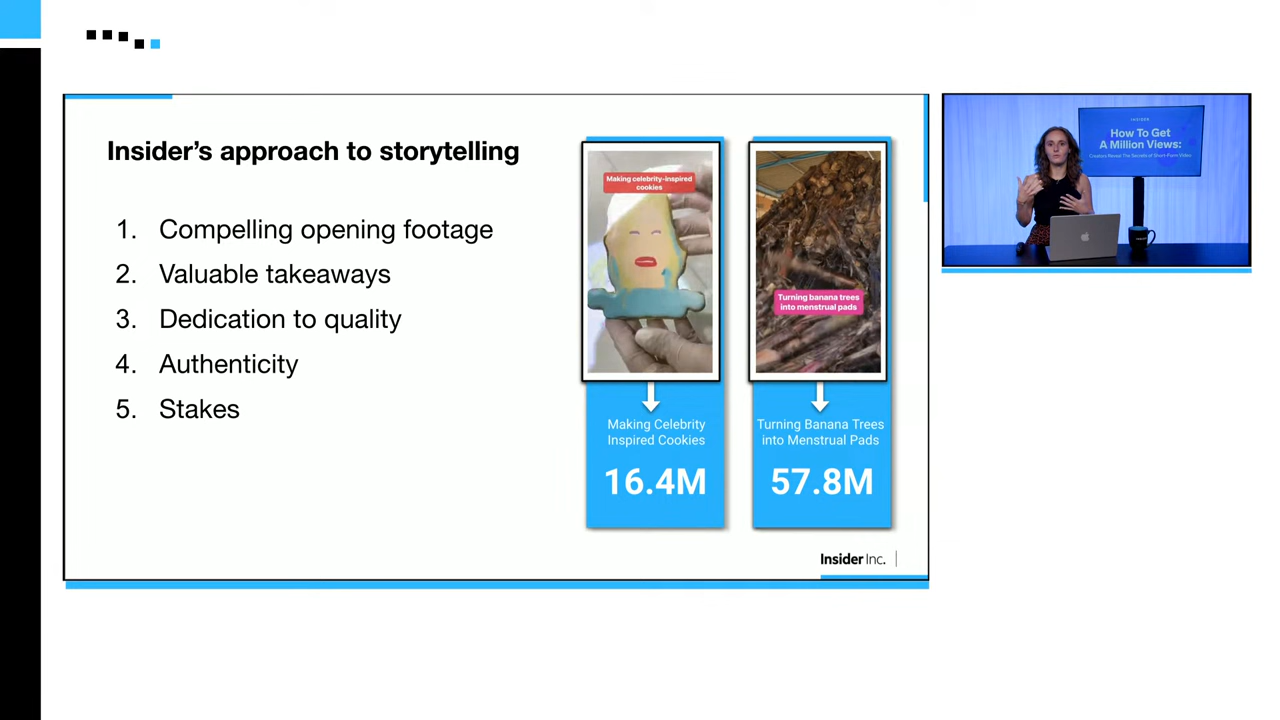 Insider's approach to storytelling
1. Compelling opening footage
2. Valuable takeaways
3. Dedication to quality
4. Authenticity
5. Stakes
Making celebrity-inspired
cookies
Making Celebrity
Inspired Cookies
16.4M
Turning banana trees
into menstrual pads
Turning Banana Trees
into Menstrual Pads
57.8M
Insider Inc.
INSIDER
How To Get
A Million Views:
Creators Reveal The Secrets of Short-Form Video